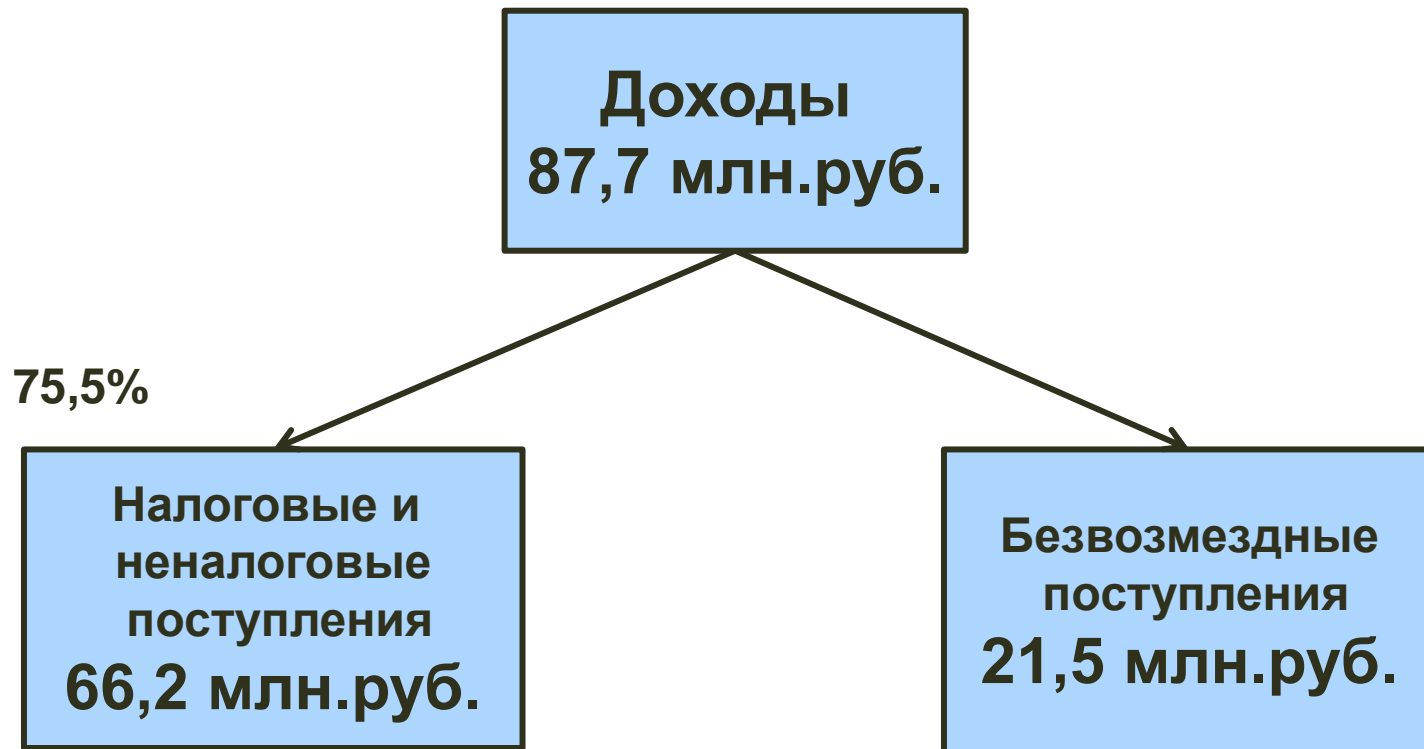 Доходы
87,7 млн.руб.
75,5%
Налоговые и
неналоговые
поступления
66,2 млн.руб.
Безвозмездные
поступления
21,5 млн.руб.